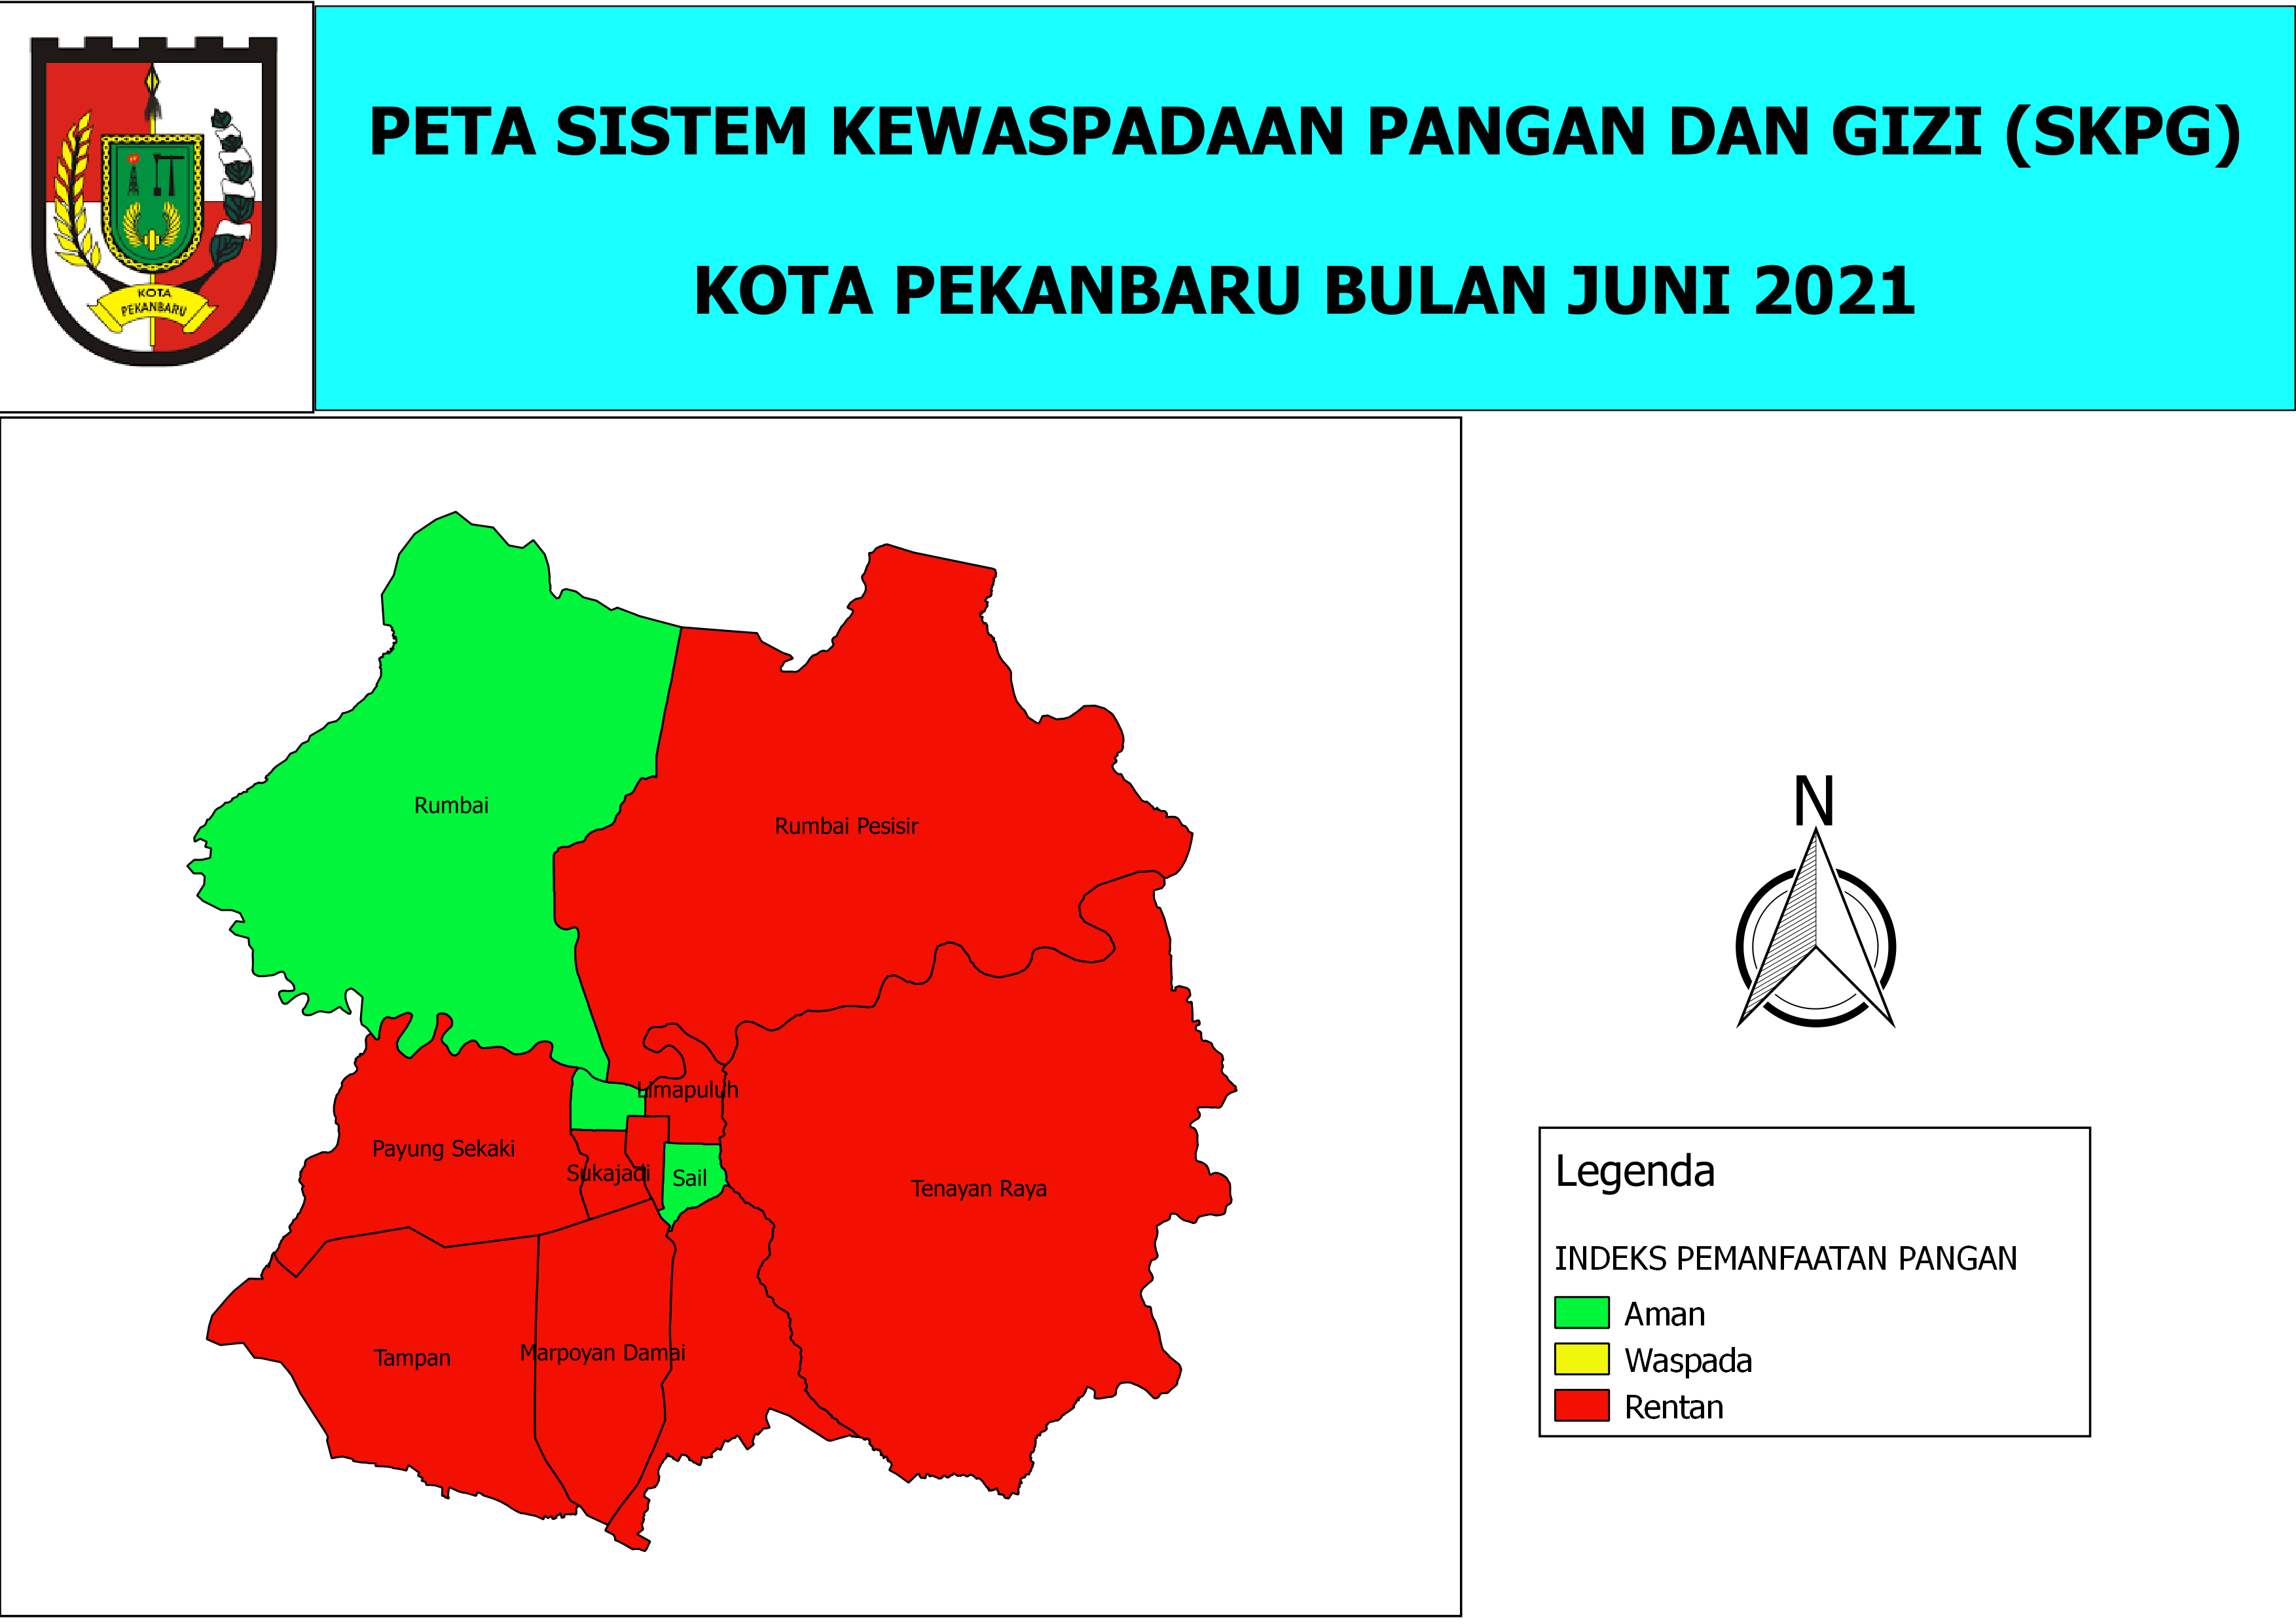 KOTA
PEKANBARU
PETA SISTEM KEWASPADAAN PANGAN DAN GIZI (SKPG)
KOTA PEKANBARU BULAN JUNI 2021
Rumbai
Rumbai Pesisir
Limapuluh
Payung Sekaki
Sukajadi
Sail
Tenayan Raya
Tampan
Marpoyan Damai
N
Legenda
INDEKS PEMANFAATAN PANGAN
Aman
Waspada
Rentan